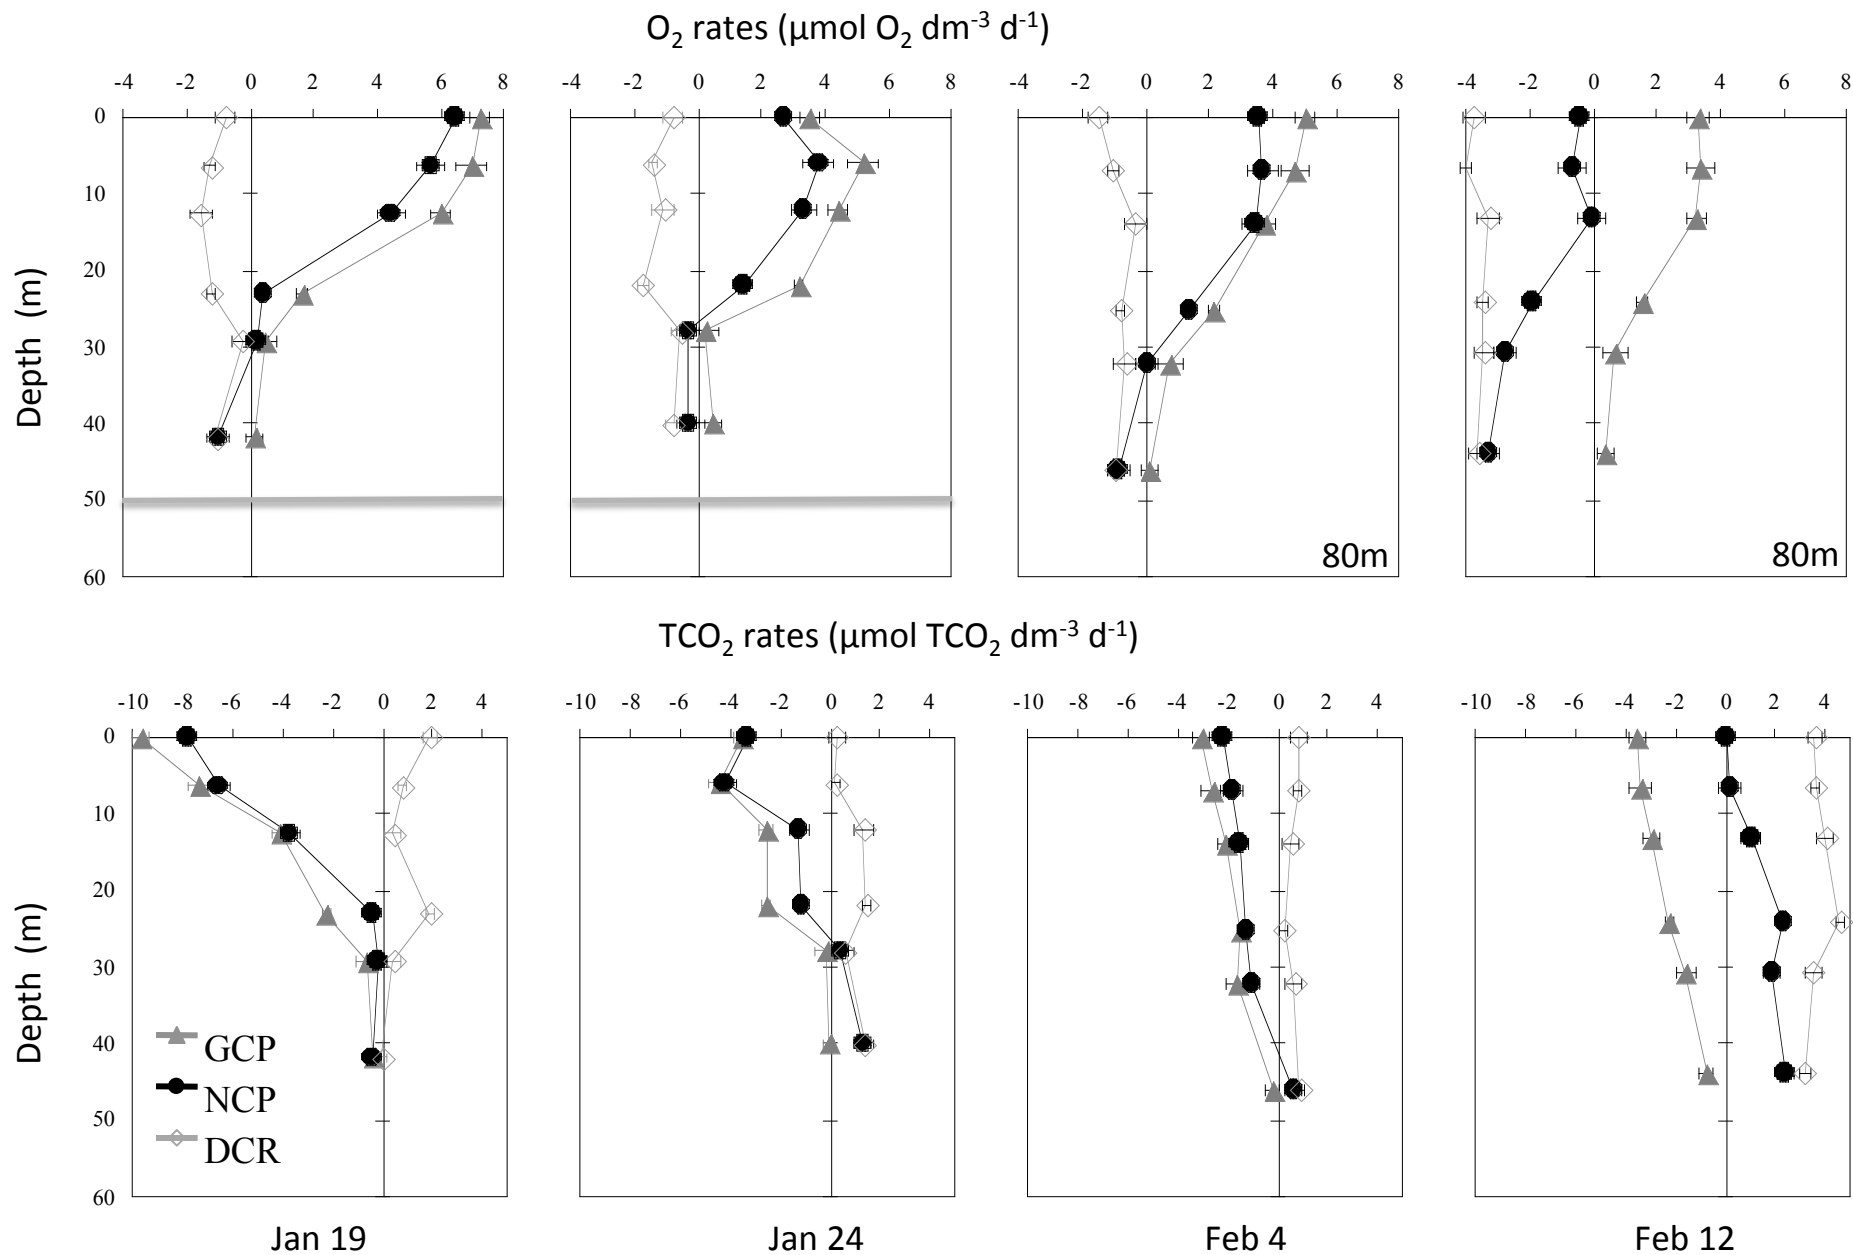 O2 rates (μmol O2 dm-3 d-1)
-4 -2 0 2 4 6 8 -4 -2 0 2 4 6 8 -4 -2 0 2 4 6 8 -4 -2 0 2 4 6 8
0
10
20
30
40
50
60
Depth (m)
80m 80m
TCO2 rates (μmol TCO2 dm-3 d-1)
-10 -8 -6 -4 -2 0 2 4 -10 -8 -6 -4 -2 0 2 4 -10 -8 -6 -4 -2 0 2 4 -10 -8 -6 -4 -2 0 2 4
0
10
20
30
40
50
60
Depth (m)
GCP
NCP
DCR
Jan 19 Jan 24 Feb 4 Feb 12